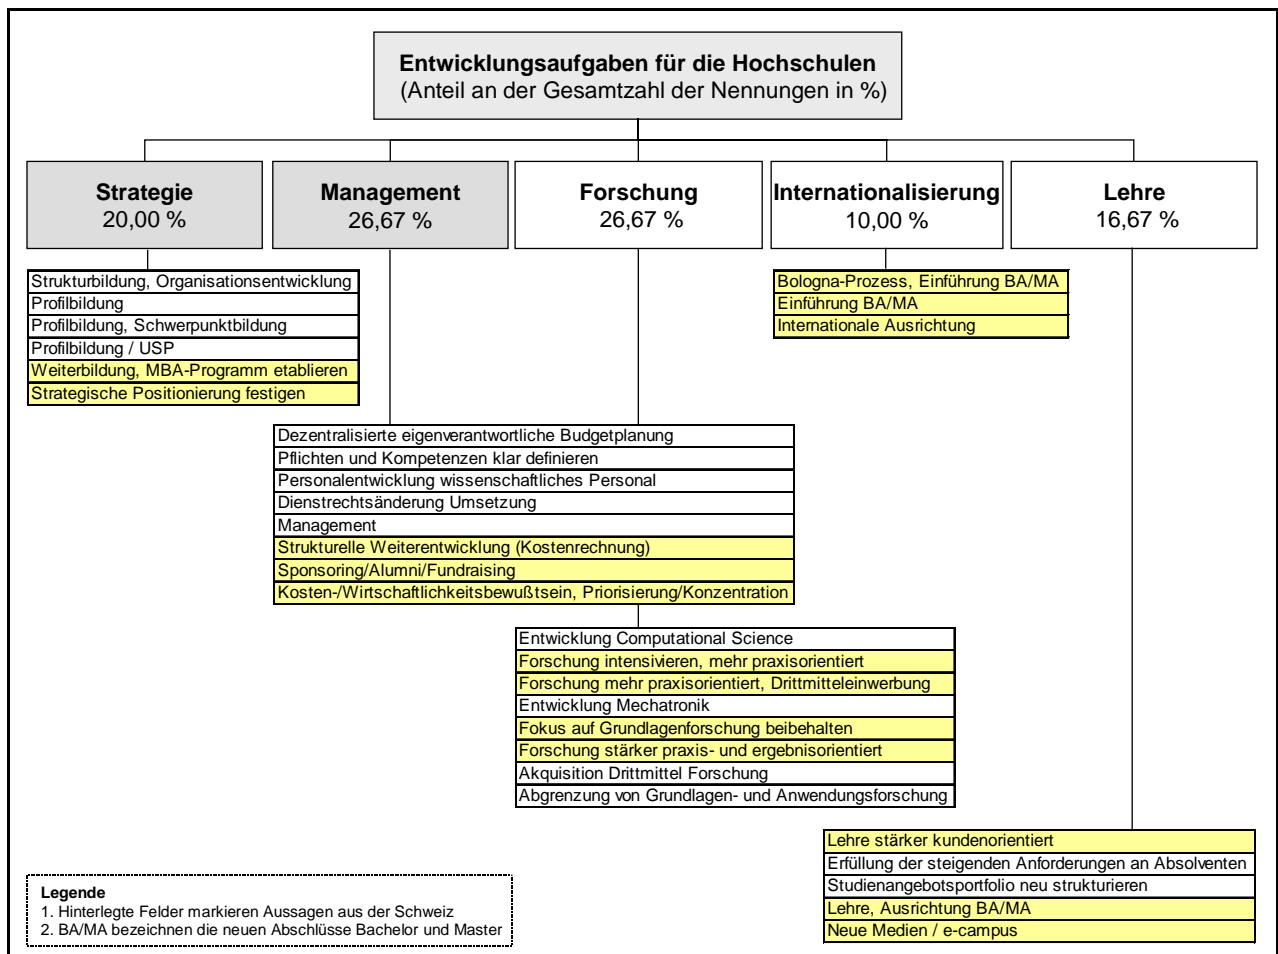 Entwicklungsaufgaben für die Hochschulen
(Anteil an der Gesamtzahl der Nennungen in %)
Strategie
20,00 %
Management
26,67 %
Forschung
26,67 %
Internationalisierung
10,00 %
Lehre
16,67 %
Strukturbildung, Organisationsentwicklung
Profilbildung
Profilbildung, Schwerpunktbildung
Profilbildung / USP
Weiterbildung, MBA-Programm etablieren
Strategische Positionierung festigen
Bologna-Prozess, Einführung BA/MA
Einführung BA/MA
Internationale Ausrichtung
Dezentralisierte eigenverantwortliche Budgetplanung
Pflichten und Kompetenzen klar definieren
Personalentwicklung wissenschaftliches Personal
Dienstrechtsänderung Umsetzung
Management
Strukturelle Weiterentwicklung (Kostenrechnung)
Sponsoring/Alumni/Fundraising
Kosten-/Wirtschaftlichkeitsbewußtsein, Priorisierung/Konzentration
Entwicklung Computational Science
Forschung intensivieren, mehr praxisorientiert
Forschung mehr praxisorientiert, Drittmitteleinwerbung
Entwicklung Mechatronik
Fokus auf Grundlagenforschung beibehalten
Forschung stärker praxis- und ergebnisorientiert
Akquisition Drittmittel Forschung
Abgrenzung von Grundlagen- und Anwendungsforschung
Lehre stärker kundenorientiert
Erfüllung der steigenden Anforderungen an Absolventen
Studienangebotsportfolio neu strukturieren
Lehre, Ausrichtung BA/MA
Neue Medien / e-campus
Legende
1. Hinterlegte Felder markieren Aussagen aus der Schweiz
2. BA/MA bezeichnen die neuen Abschlüsse Bachelor und Master